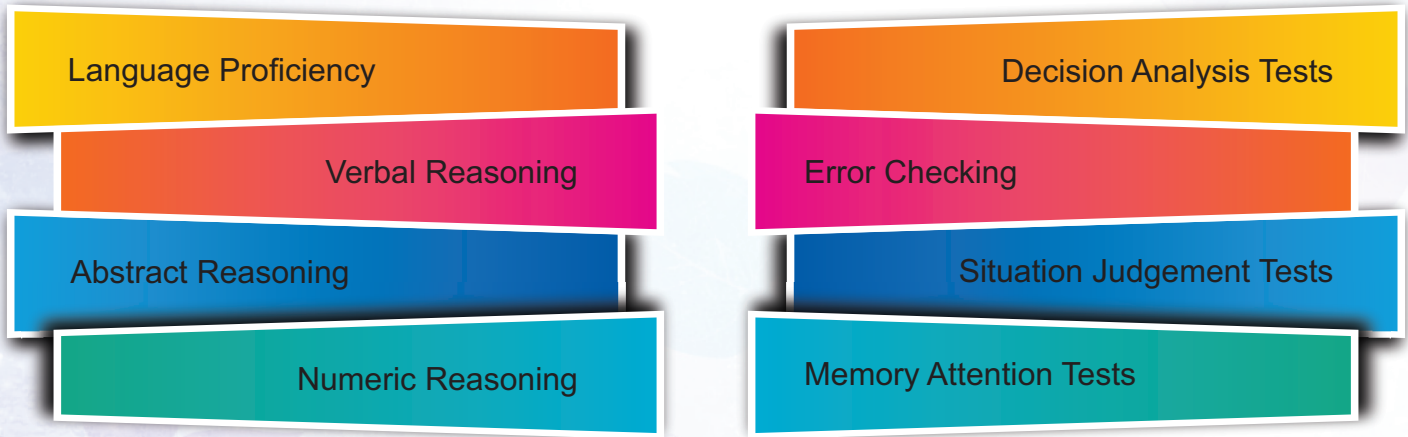 Language Proficiency
Verbal Reasoning
Abstract Reasoning
Numeric Reasoning
Decision Analysis Tests
Error Checking
Situation Judgement Tests
Memory Attention Tests